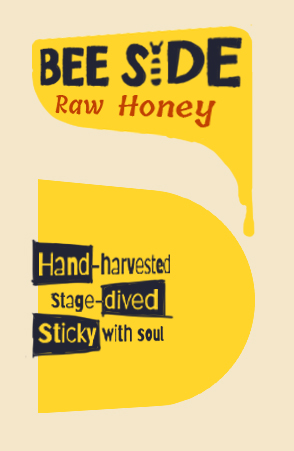 BEE SIDE
Raw Honey
Hand-harvested
Stage-dived
Sticky with soul